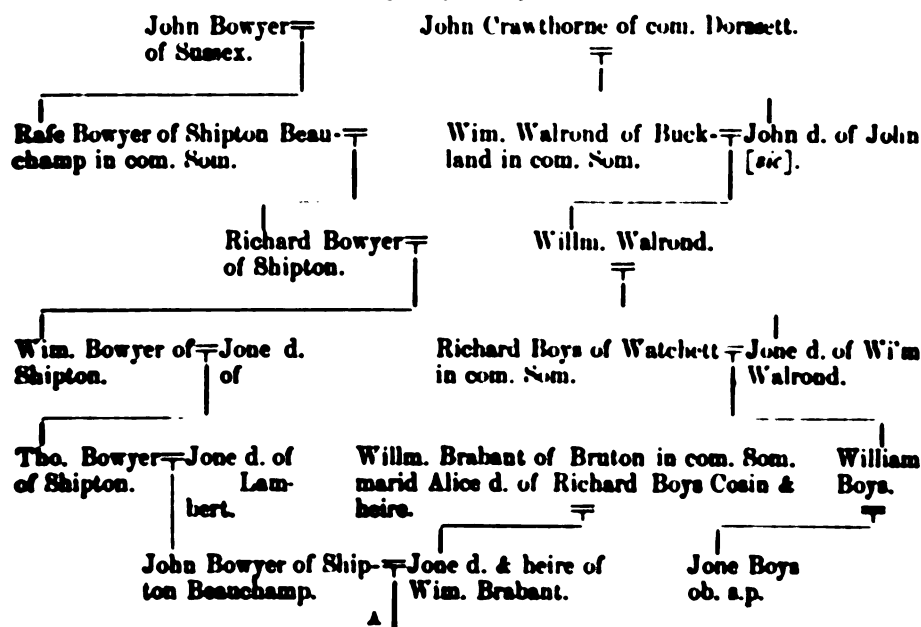 John Bowyer
of Sussex.
John Crawthorne of com. Dorssett.
Rafe Bowyer of Shipton Beau-
champ in com. Som.
Wim. Walrond of Buck-
land in com. Som.
John d. of John
[sic].
Richard Bowyer
of Shipton.
Willm. Walrond.
Wim. Bowyer of
Shipton.
Jone d.
of
Richard Boys of Watchett
in com. Som.
Jone d. of Wi'm
Walrond.
Tho. Bowyer
of Shipton.
Jone d. of
Lam-
bert.
Willm. Brabant of Bruton in com. Som.
marid Alice d. of Richard Boys Cosin &
heire.
William
Boys.
John Bowyer of Ship-
ton Beauchamp.
Jone d. & heire of
Wim. Brabant.
Jone Boys
ob. s.p.
A